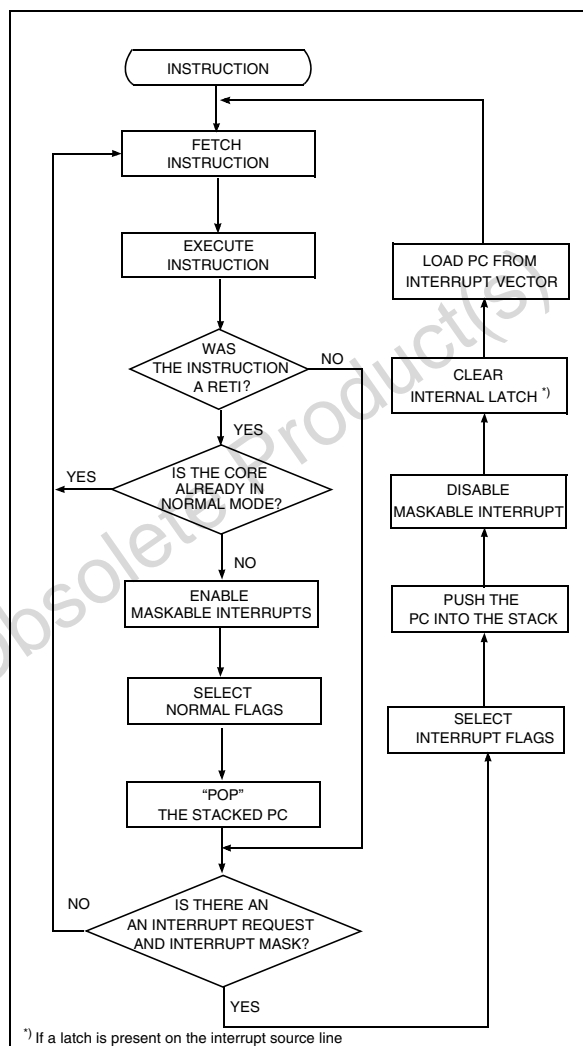 INSTRUCTION
FETCH
INSTRUCTION
EXECUTE
INSTRUCTION
WAS
THE INSTRUCTION
A RETI?
NO
YES
IS THE CORE
ALREADY IN
NORMAL MODE?
YES
NO
ENABLE
MASKABLE INTERRUPTS
SELECT
NORMAL FLAGS
“POP”
THE STACKED PC
IS THERE AN
AN INTERRUPT REQUEST
AND INTERRUPT MASK?
NO
YES
SELECT
INTERRUPT FLAGS
PUSH THE
PC INTO THE STACK
DISABLE
MASKABLE INTERRUPT
CLEAR
INTERNAL LATCH *)
LOAD PC FROM
INTERRUPT VECTOR
*) If a latch is present on the interrupt source line
Obsolete Product(s)